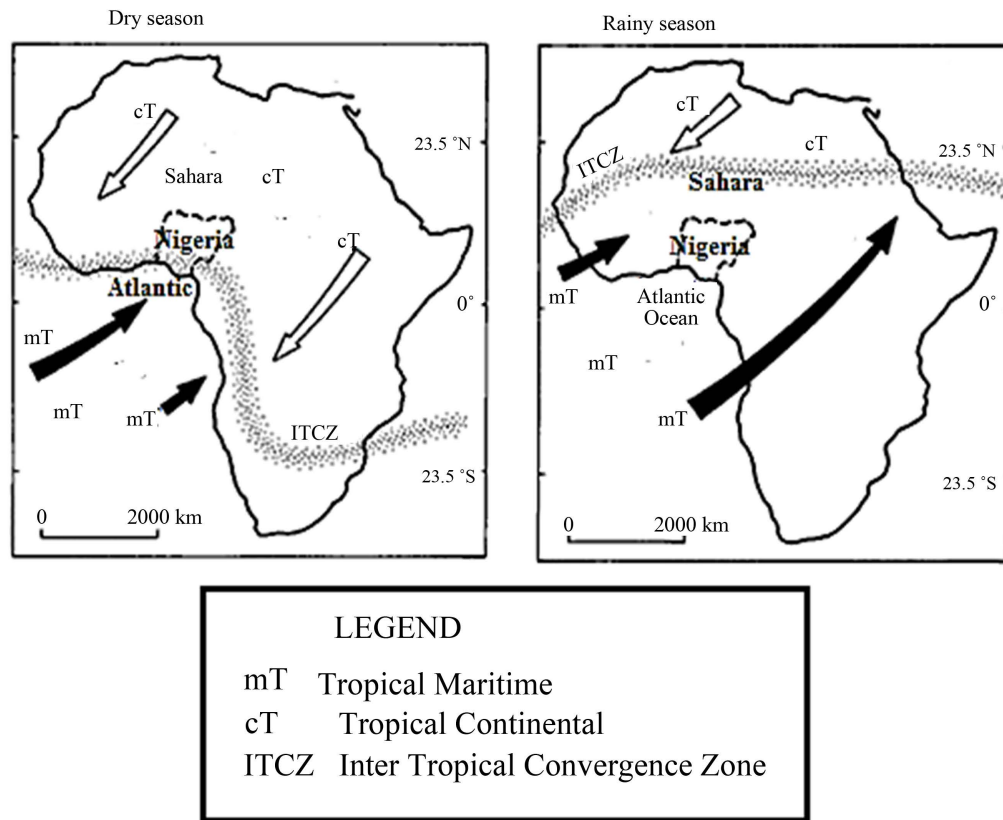 Dry season
cT
23.5 ˚N
Sahara
cT
Nigeria
cT
Atlantic
0˚
mT
mT
mT
ITCZ
23.5 ˚S
0
2000 km
Rainy season
cT
cT
23.5 ˚N
ITCZ
Sahara
Nigeria
mT
Atlantic
Ocean
0˚
mT
mT
23.5 ˚S
0
2000 km
LEGEND
mT Tropical Maritime
cT Tropical Continental
ITCZ Inter Tropical Convergence Zone